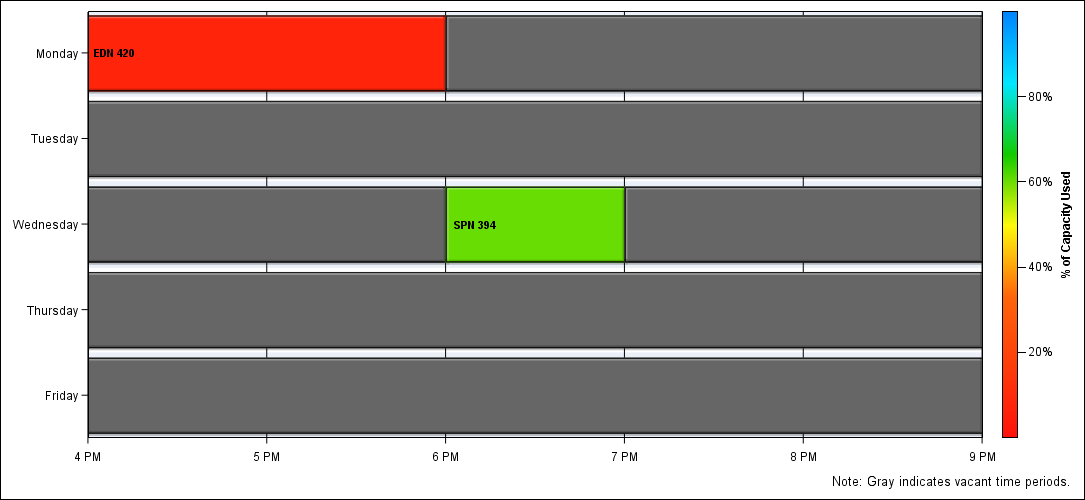 Monday
EDN 420
Tuesday
Wednesday
SPN 394
Thursday
Friday
4 PM
5 PM
6 PM
7 PM
8 PM
9 PM
80%
60%
40%
20%
% of Capacity Used
Note: Gray indicates vacant time periods.